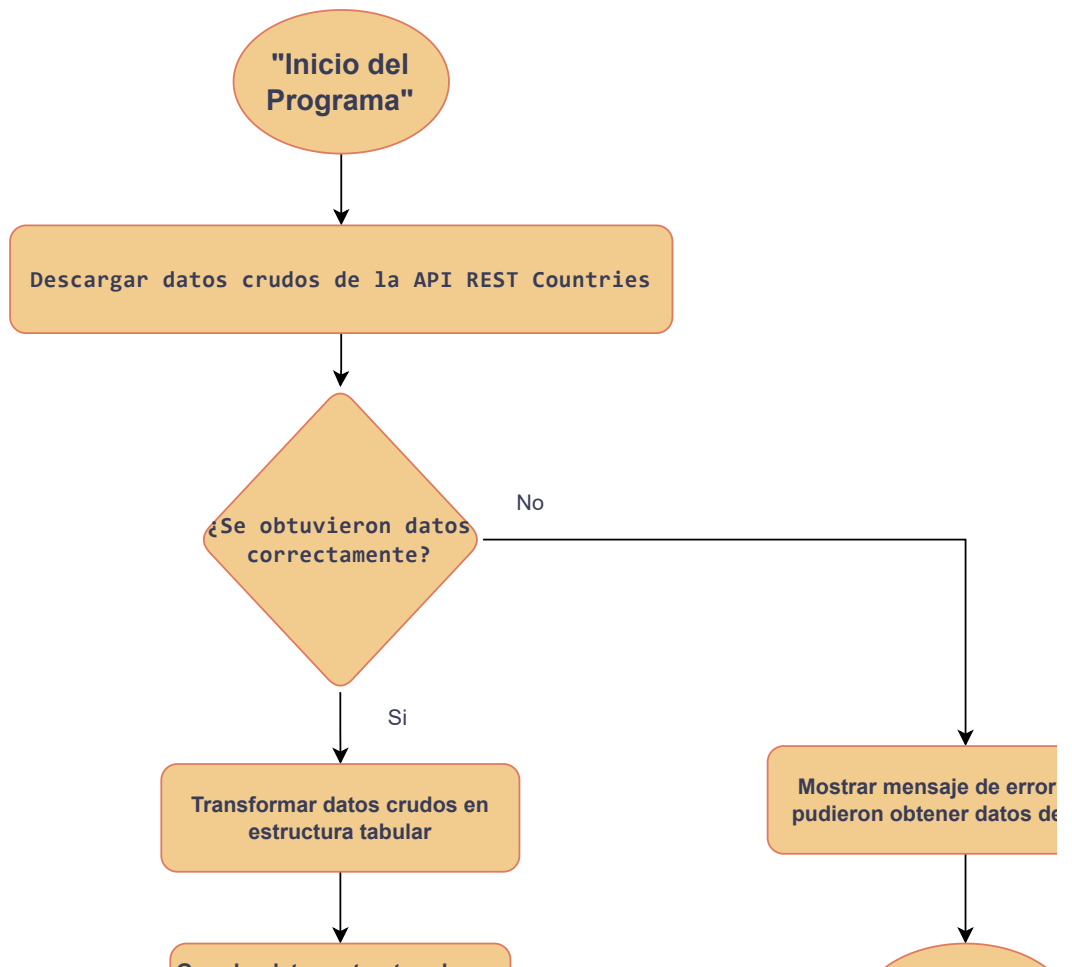 "Inicio del
Programa"
Descargar datos crudos de la API REST Countries
¿Se obtuvieron datos
correctamente?
No
Si
Transformar datos crudos en
estructura tabular
Mostrar mensaje de error
pudieron obtener datos de